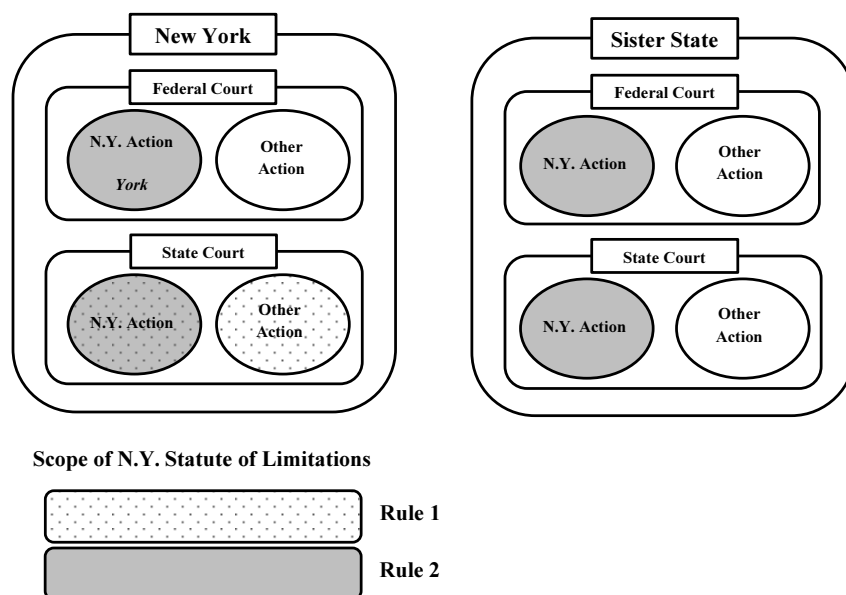 New York
Federal Court
N.Y. Action
York
Other
Action
State Court
N.Y. Action
Other
Action
Sister State
Federal Court
N.Y. Action
Other
Action
State Court
N.Y. Action
Other
Action
Scope of N.Y. Statute of Limitations
Rule 1
Rule 2